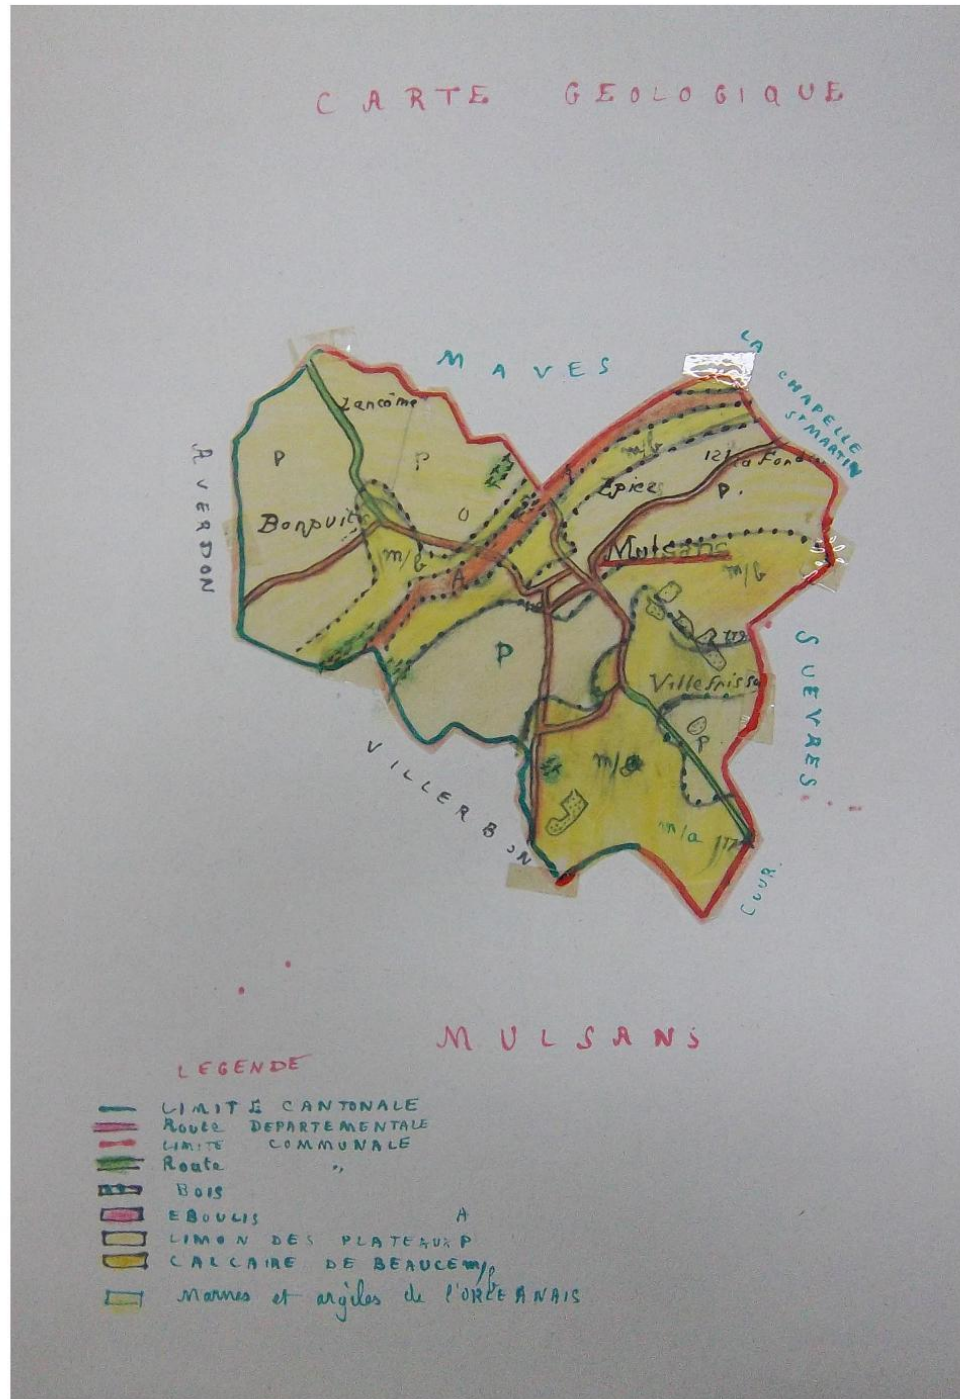 CARTE GEOLOGIQUE
MAVES
LA CHAPELLE
St MARTIN
AVERDON
SUEVRES
COUR.
VILLERBON
Lancôme
P
P
Bonpuits
O
m/b
A
m/b
Epiez
P.
Mulsans
m/b
P
Villefrissy
P
m/a
MULSANS
LEGENDE
LIMITE CANTONALE
Route DEPARTEMENTALE
LIMITE COMMUNALE
Route "
BOIS
EBOULIS A
LIMON DES PLATEAUX P
CALCAIRE DE BEAUCE m/b
Marnes et argiles de l'ORLEANAIS